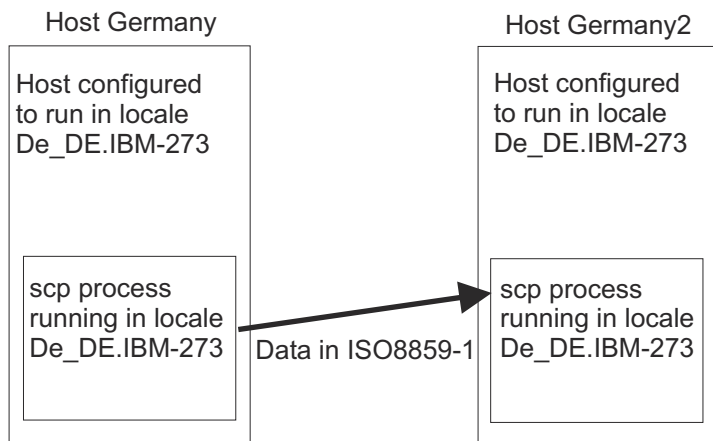 Host Germany
Host configured
to run in locale
De_DE.IBM-273
scp process
running in locale
De_DE.IBM-273
Data in ISO8859-1
Host Germany2
Host configured
to run in locale
De_DE.IBM-273
scp process
running in locale
De_DE.IBM-273